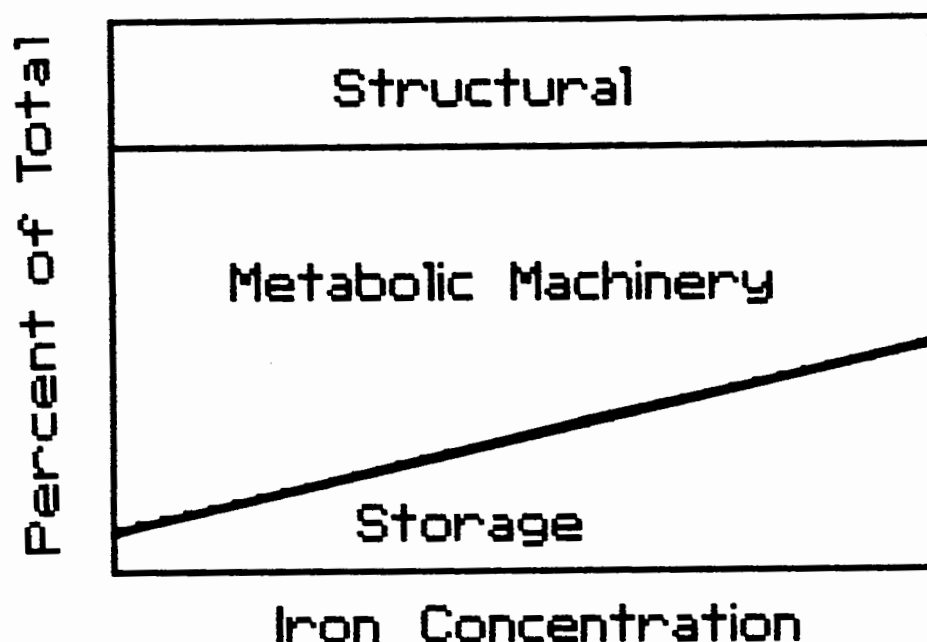 Percent of Total
Structural
Metabolic Machinery
Storage
Iron Concentration